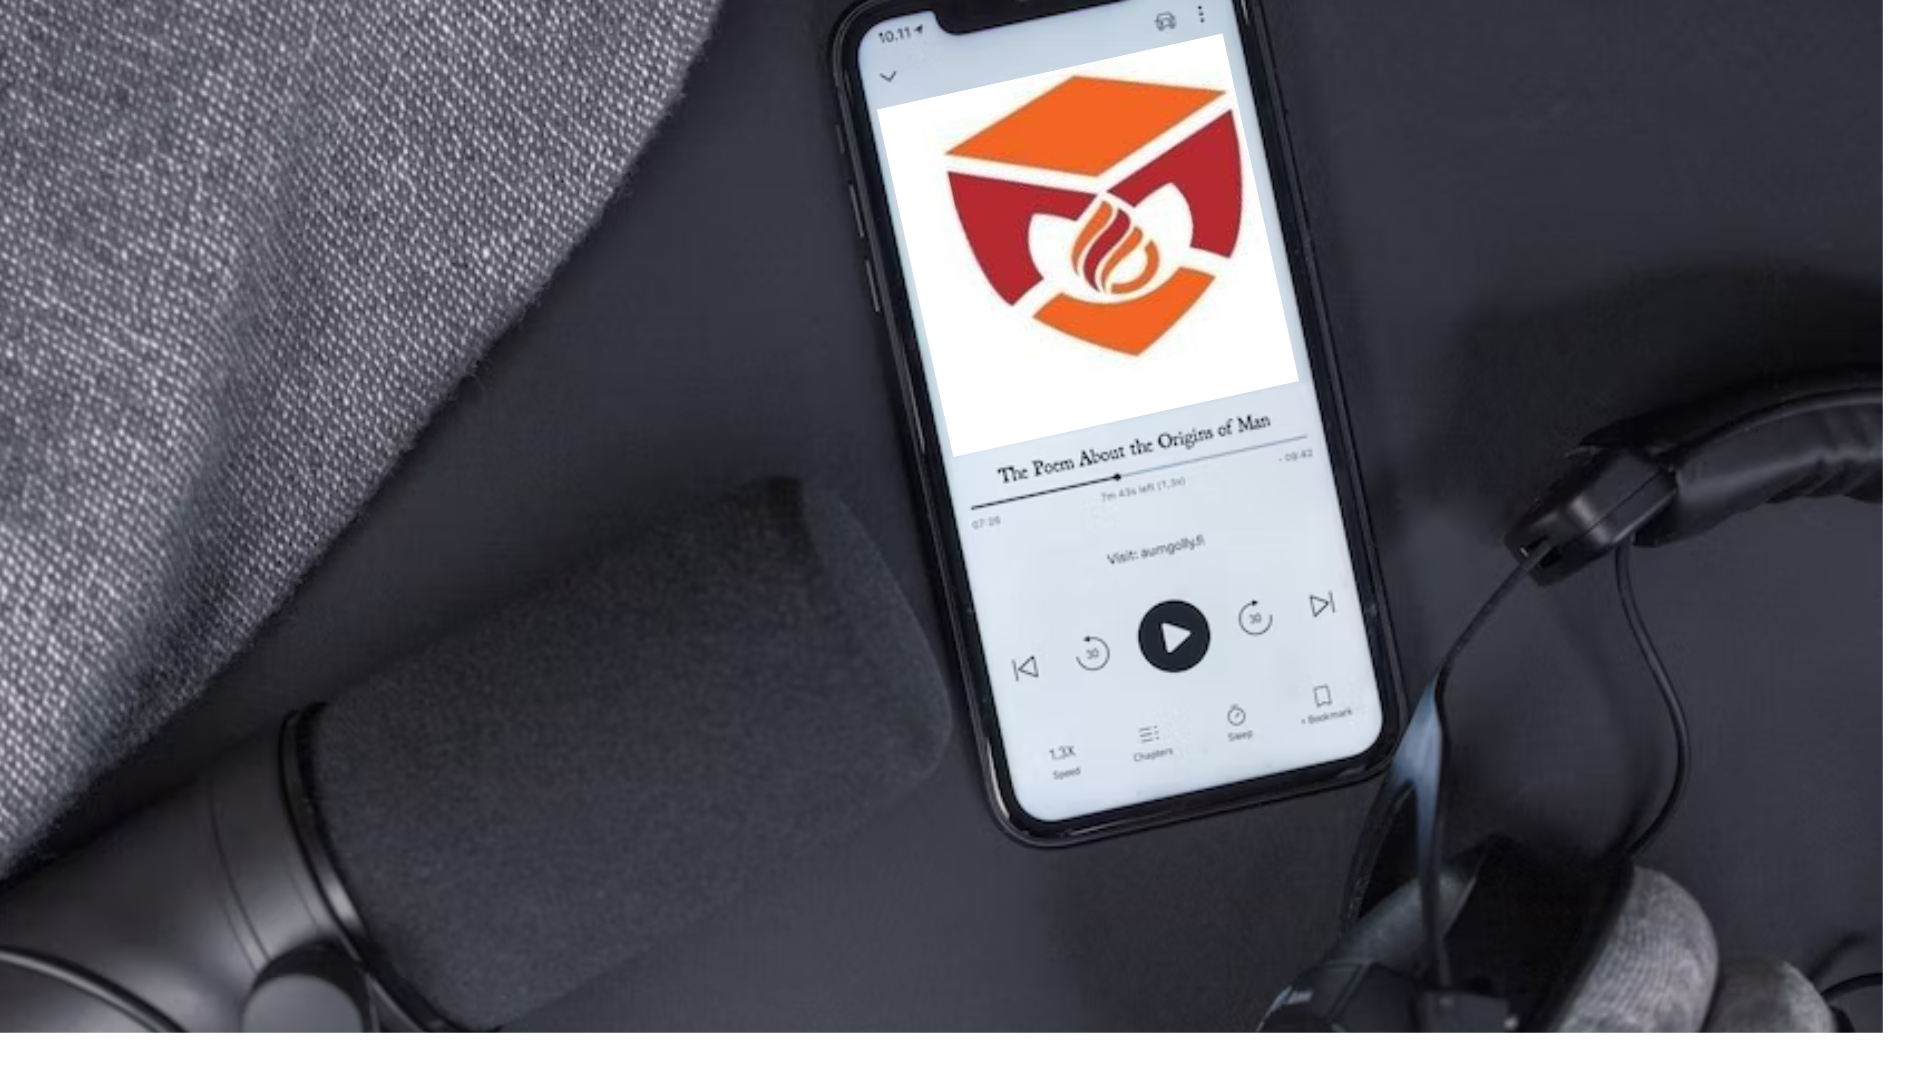 10.11
The Poem About the Origins of Man
- 09:42
7m 43s left (1,3x)
07:26
Visit: aumgolly.fi
30
30
1,3X
Speed
Chapters
Sleep
+ Bookmark